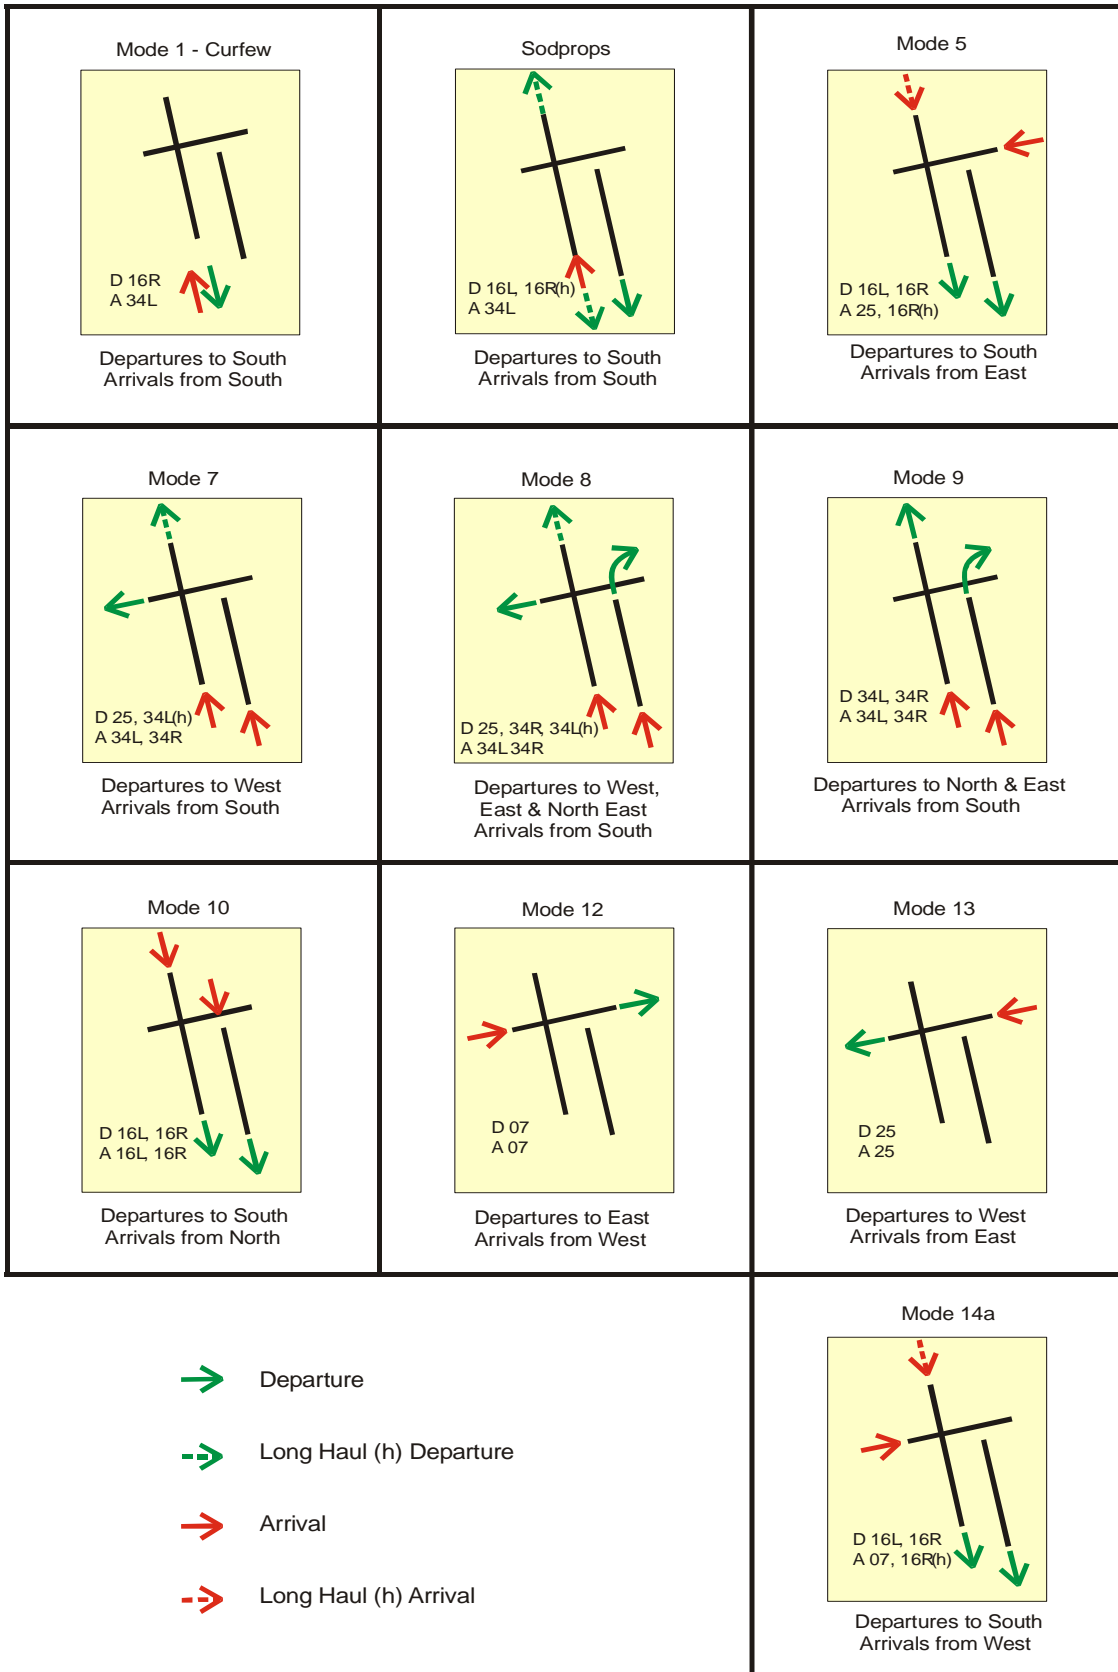 Mode 1 - Curfew
D 16R
A 34L
Departures to South
Arrivals from South
Sodprops
D 16L, 16R(h)
A 34L
Departures to South
Arrivals from South
Mode 5
D 16L, 16R
A 25, 16R(h)
Departures to South
Arrivals from East
Mode 7
D 25, 34L(h)
A 34L, 34R
Departures to West
Arrivals from South
Mode 8
D 25, 34R, 34L(h)
A 34L 34R
Departures to West,
East & North East
Arrivals from South
Mode 9
D 34L, 34R
A 34L, 34R
Departures to North & East
Arrivals from South
Mode 10
D 16L, 16R
A 16L, 16R
Departures to South
Arrivals from North
Mode 12
D 07
A 07
Departures to East
Arrivals from West
Mode 13
D 25
A 25
Departures to West
Arrivals from East
Departure
Long Haul (h) Departure
Arrival
Long Haul (h) Arrival
Mode 14a
D 16L, 16R
A 07, 16R(h)
Departures to South
Arrivals from West